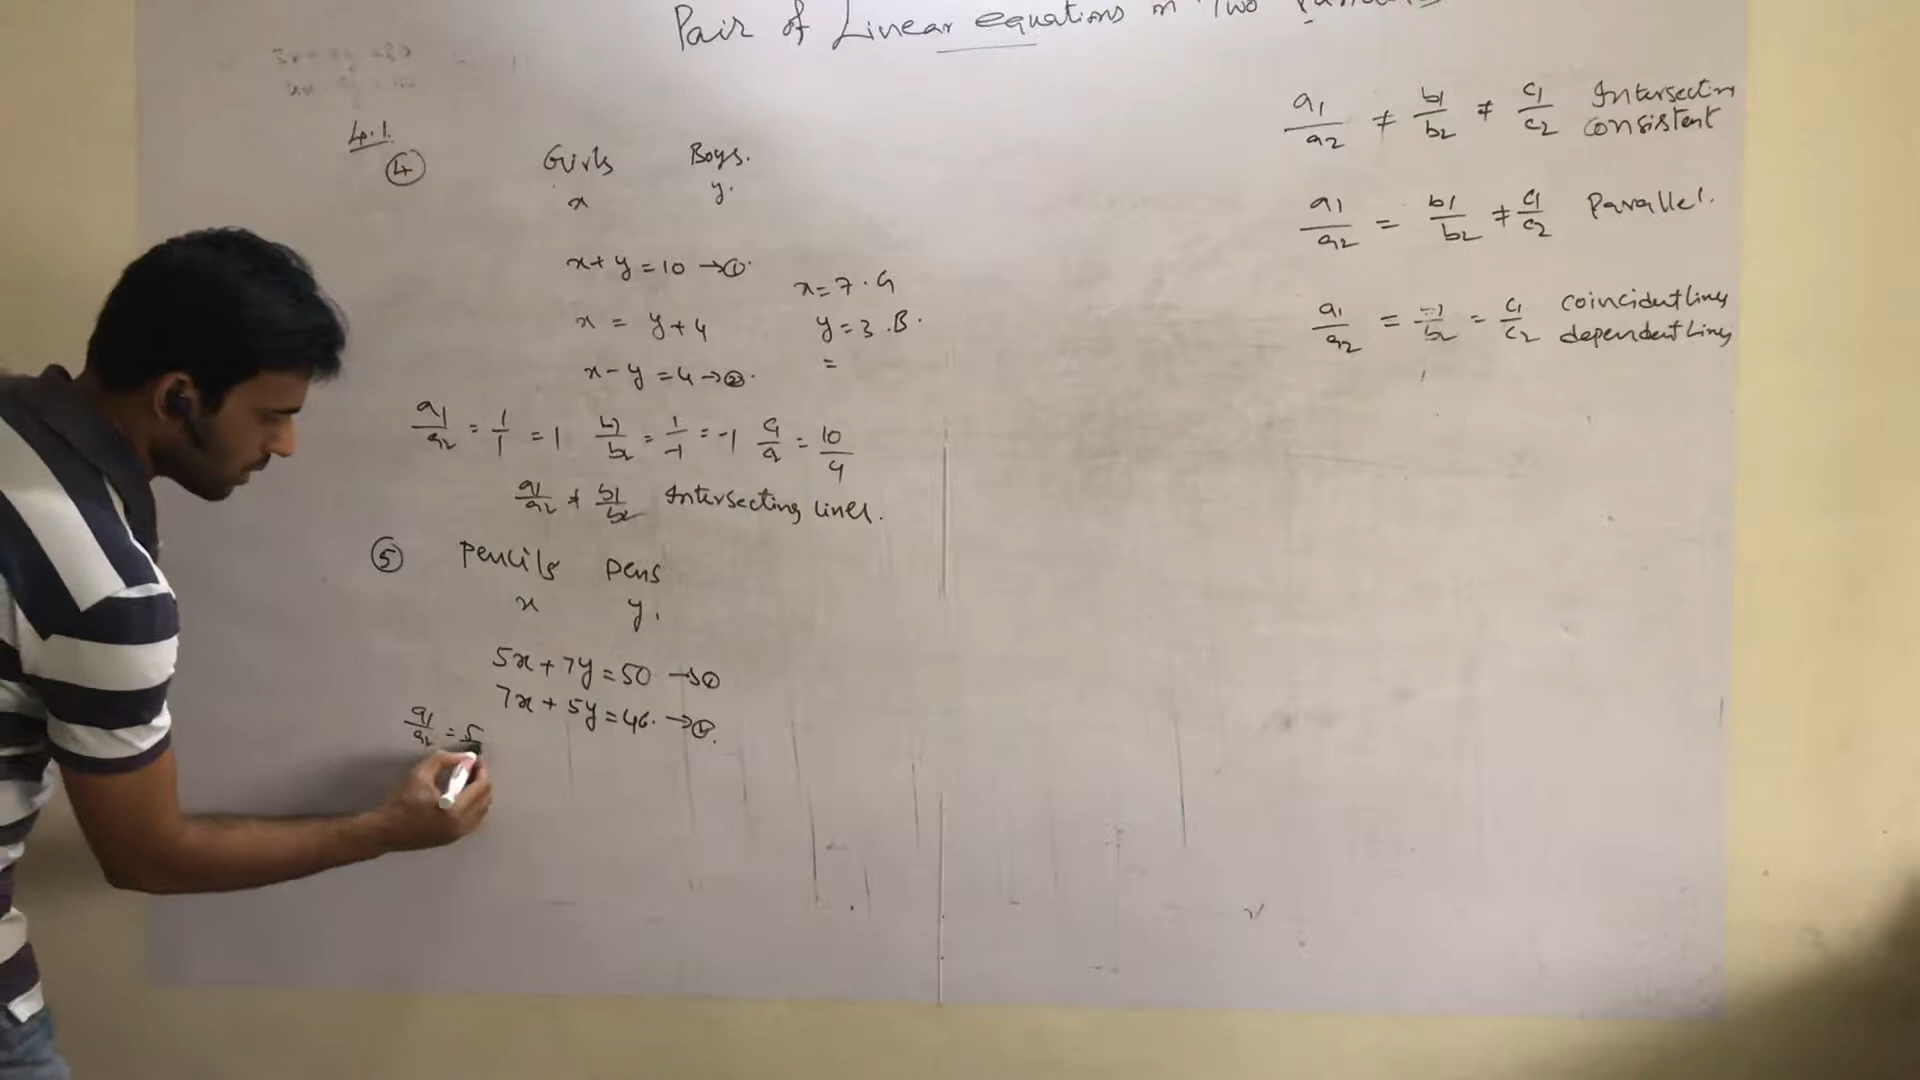 Pair of Linear equations in Two
4.1.
④ Girls Boys.
x y.
x + y = 10 →①.
x = y + 4
x - y = 4 →②.
x = 7 . G
y = 3 . B .
=
a1/a2 = 1/1 = 1 b1/b2 = 1/-1 = -1 c1/c2 = 10/4
a1/a2 ≠ b1/b2 Intersecting lines.
⑤ Pencils pens
x y.
5x + 7y = 50 →①
7x + 5y = 46. →②.
a1/a2 = 5
a1/a2 ≠ b1/b2 ≠ c1/c2 Intersectin
consistent
a1/a2 = b1/b2 ≠ c1/c2 Parallel.
a1/a2 = b1/b2 = c1/c2 coincident lines
dependent lines